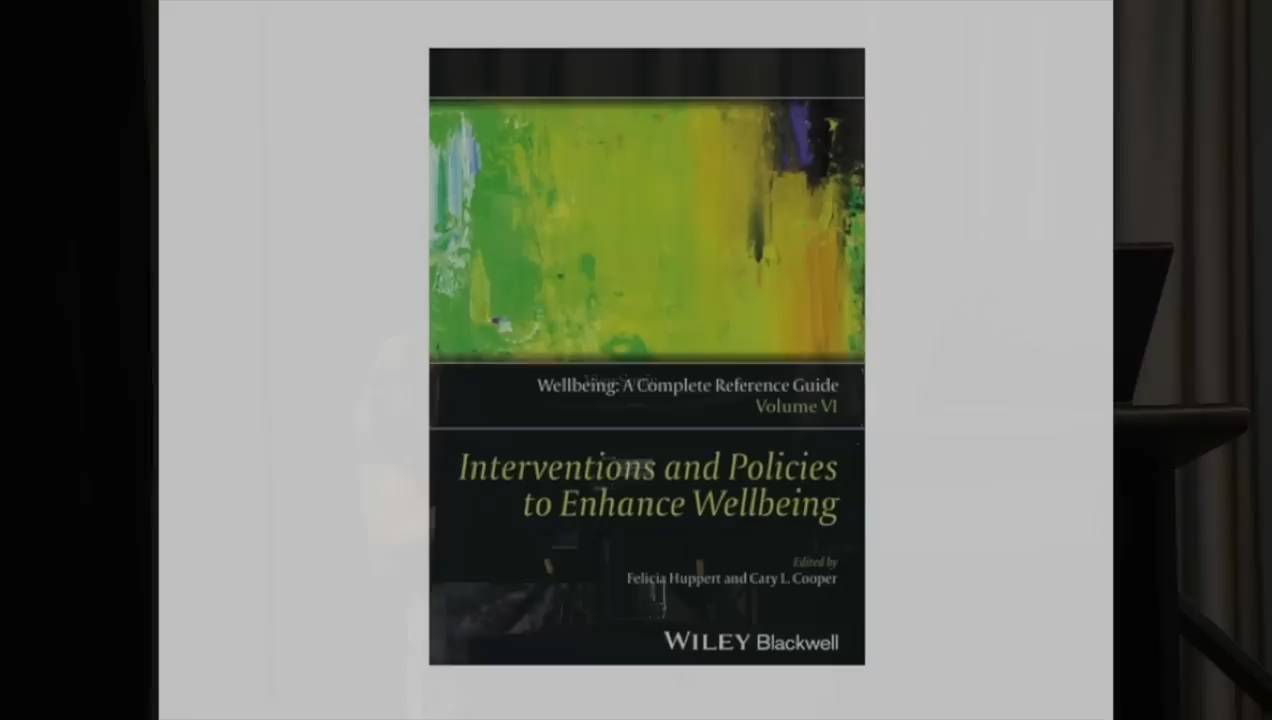 Wellbeing: A Complete Reference Guide
Volume VI
Interventions and Policies
to Enhance Wellbeing
Edited by
Felicia Huppert and Cary L. Cooper
WILEY Blackwell